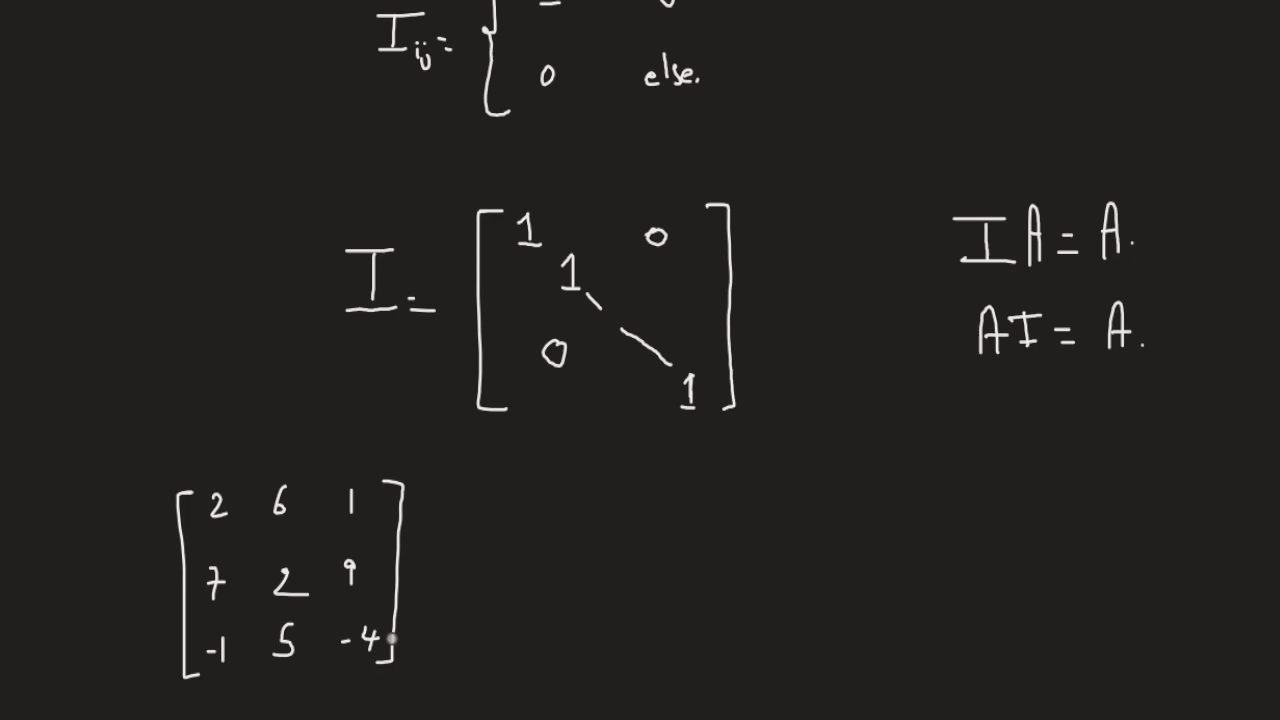 I_ij = {
0 else.
I = [ 1 0
1
0
1 ]
IA = A.
AI = A.
[ 2 6 1
7 2 9
-1 5 -4 ]